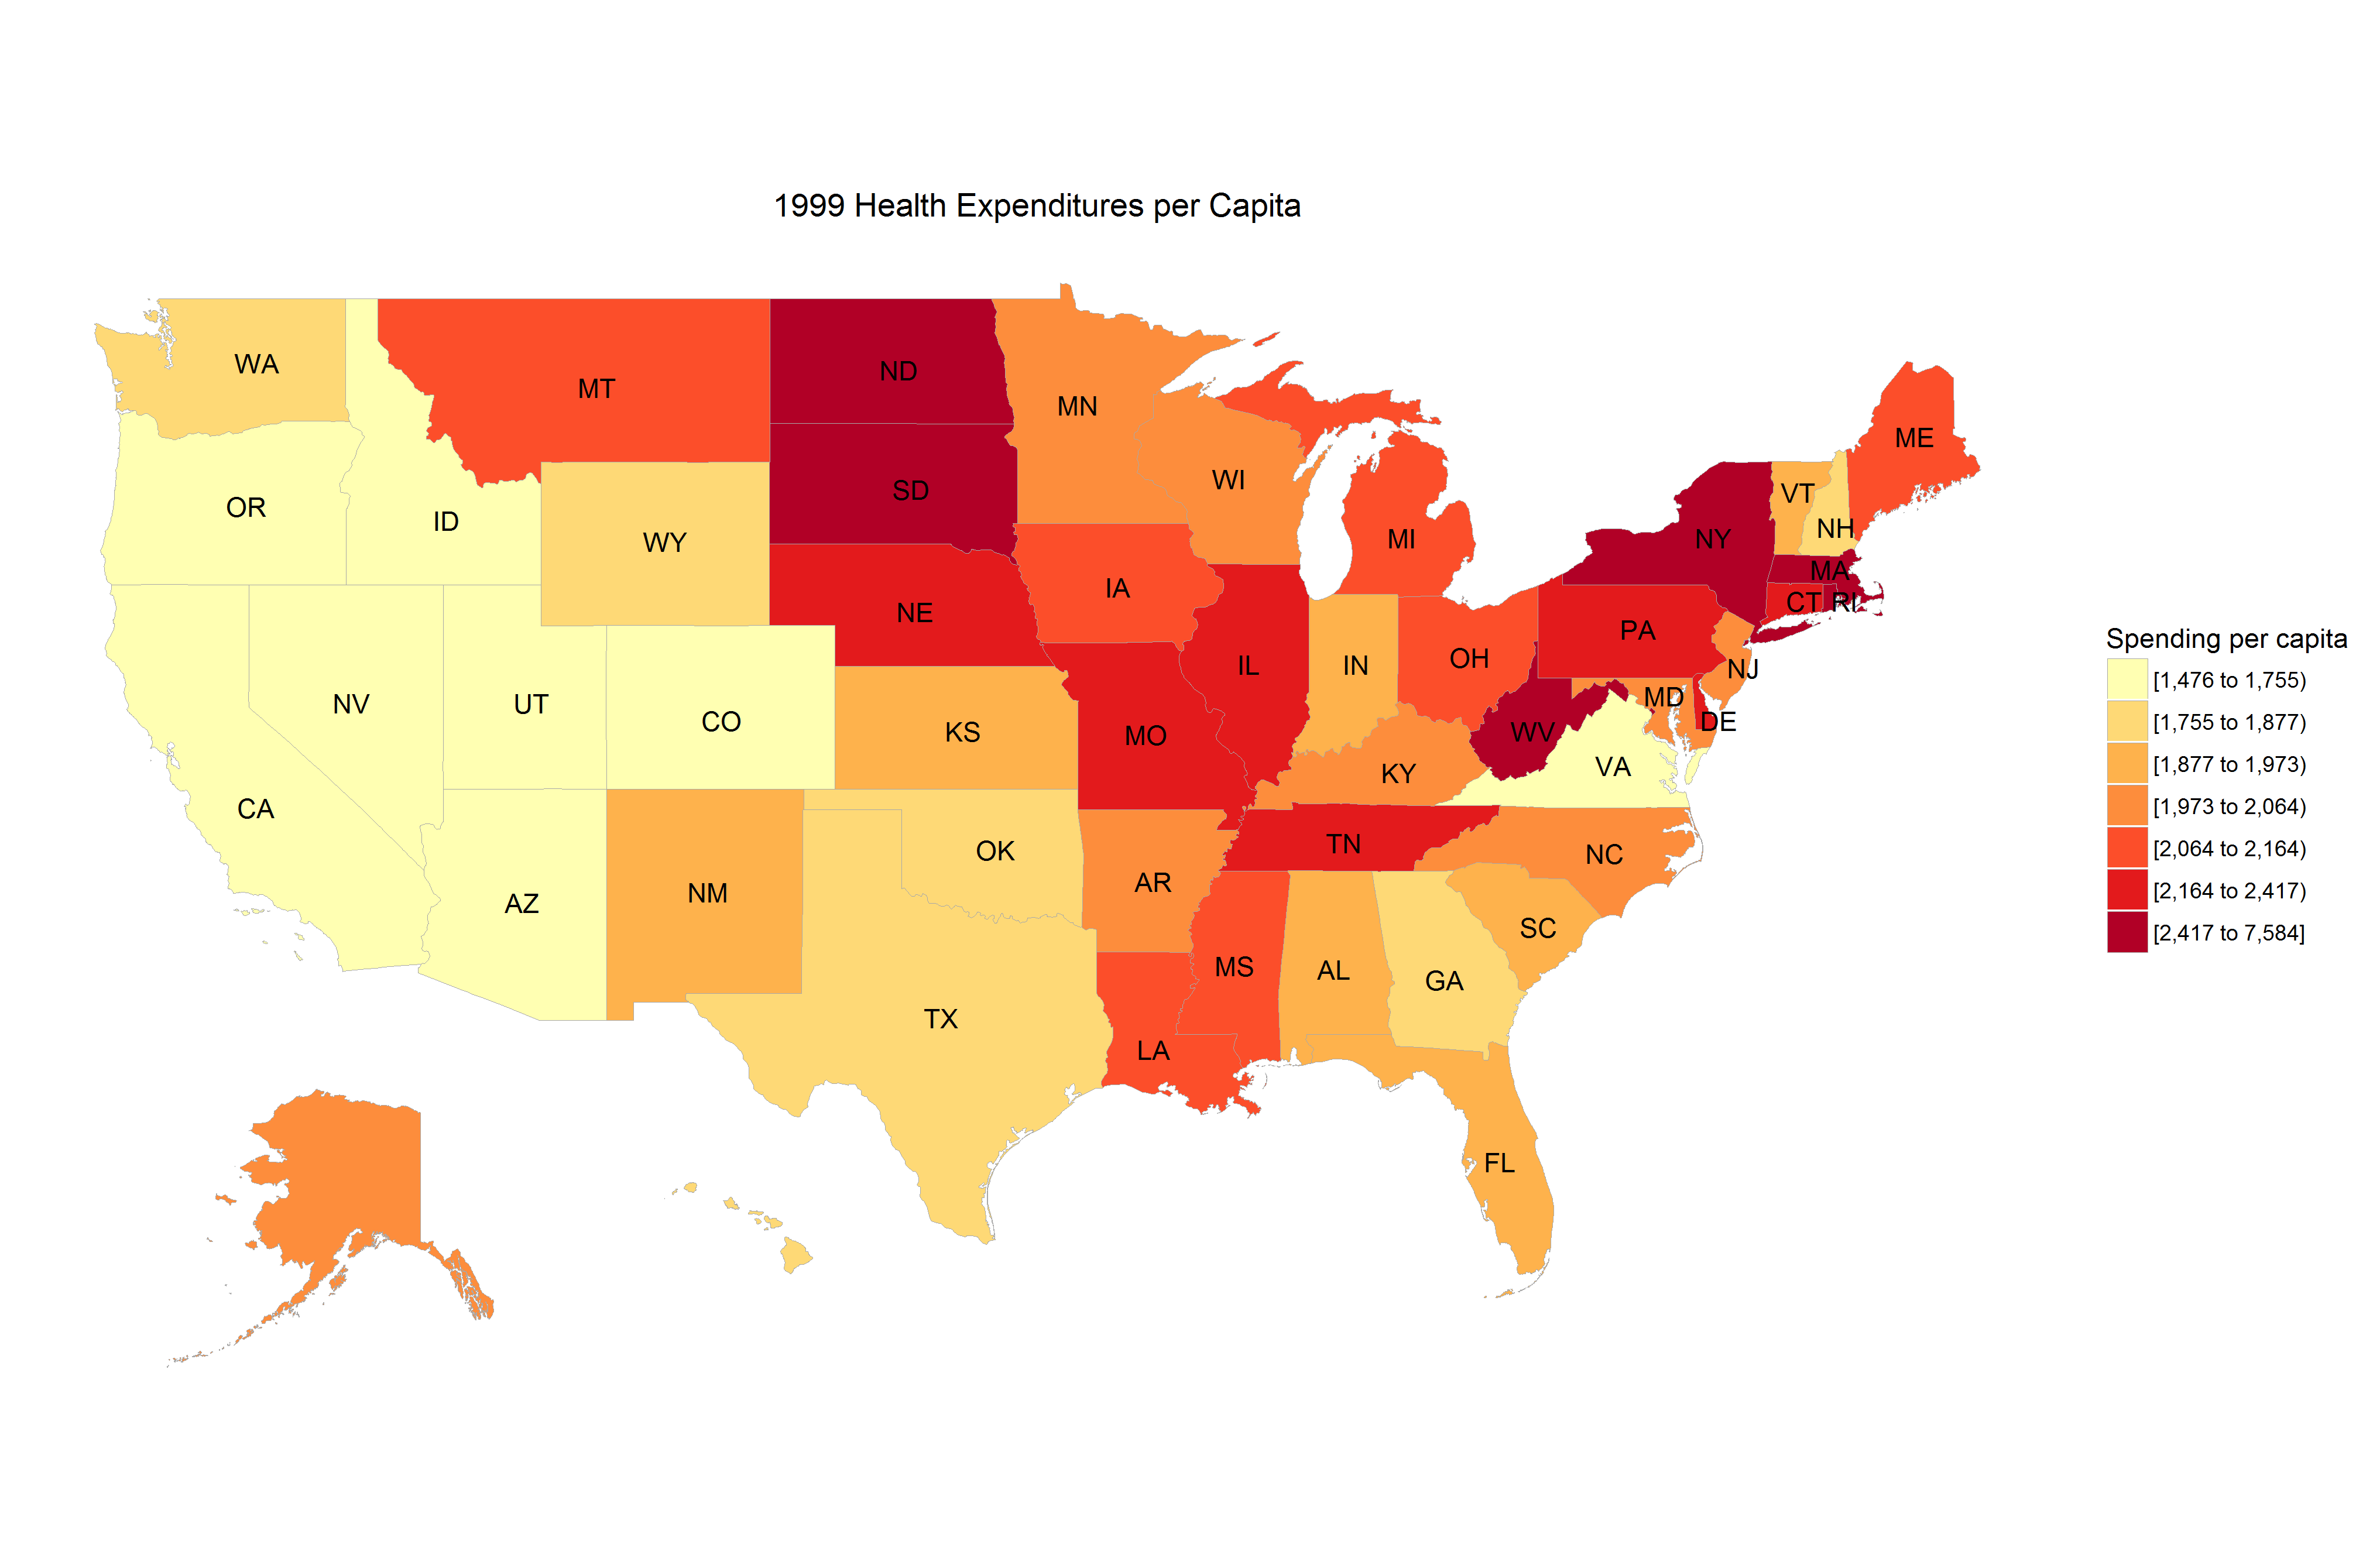 1999 Health Expenditures per Capita
WA
MT
ND
MN
ME
OR
ID
SD
WI
VT
NH
WY
MI
NY
MA
NE
IA
CT RI
PA
IL
IN
OH
NJ
NV
UT
CO
KS
MO
WV
MD
DE
VA
KY
CA
OK
TN
NC
AZ
NM
AR
SC
MS
AL
GA
TX
LA
FL
Spending per capita
[1,476 to 1,755)
[1,755 to 1,877)
[1,877 to 1,973)
[1,973 to 2,064)
[2,064 to 2,164)
[2,164 to 2,417)
[2,417 to 7,584]